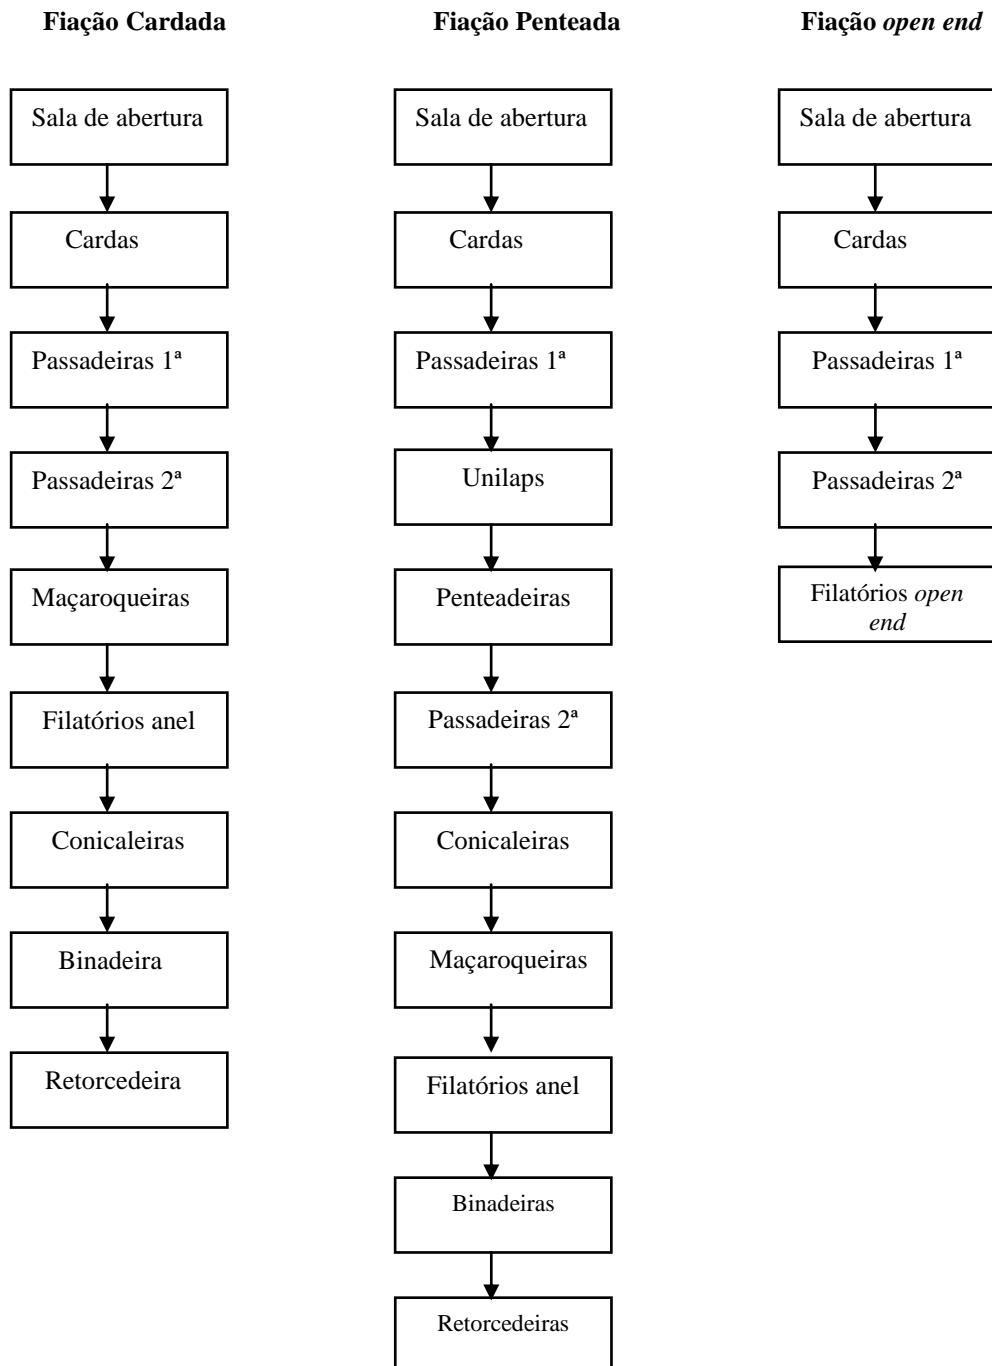 Fiação Cardada
Sala de abertura
Cardas
Passadeiras 1ª
Passadeiras 2ª
Maçaroqueiras
Filatórios anel
Conicaleiras
Binadeira
Retorcedeira
Fiação Penteada
Sala de abertura
Cardas
Passadeiras 1ª
Unilaps
Penteadeiras
Passadeiras 2ª
Conicaleiras
Maçaroqueiras
Filatórios anel
Binadeiras
Retorcedeiras
Fiação open end
Sala de abertura
Cardas
Passadeiras 1ª
Passadeiras 2ª
Filatórios open
end